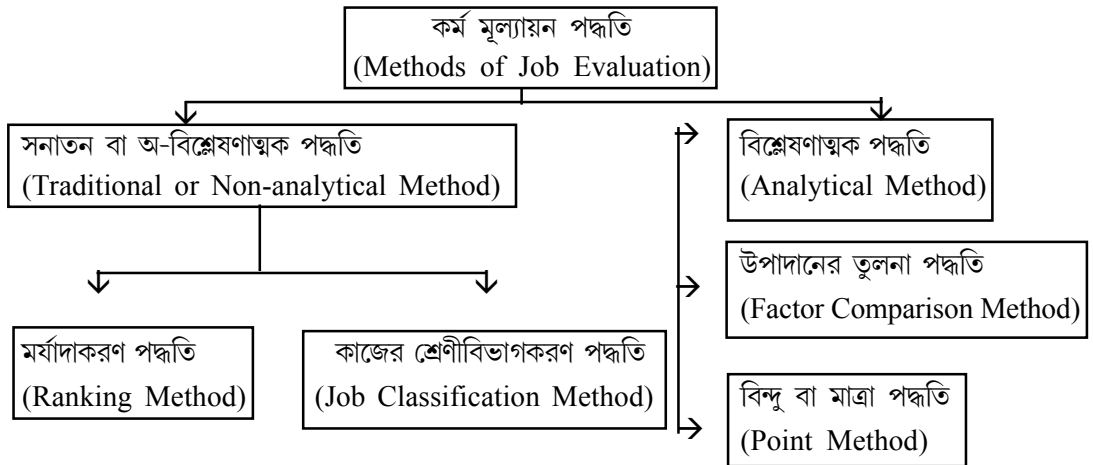 কর্ম মূল্যায়ন পদ্ধতি
(Methods of Job Evaluation)
সনাতন বা অ-বিশ্লেষণাত্মক পদ্ধতি
(Traditional or Non-analytical Method)
বিশ্লেষণাত্মক পদ্ধতি
(Analytical Method)
উপাদানের তুলনা পদ্ধতি
(Factor Comparison Method)
মর্যাদাকরণ পদ্ধতি
(Ranking Method)
কাজের শ্রেণীবিভাগকরণ পদ্ধতি
(Job Classification Method)
বিন্দু বা মাত্রা পদ্ধতি
(Point Method)